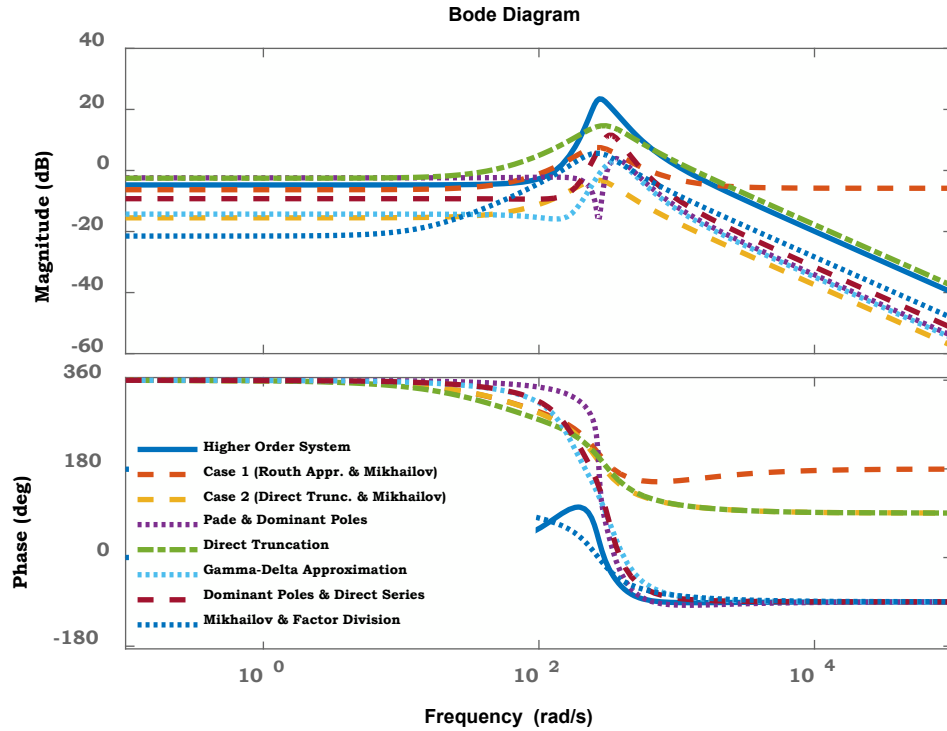 Bode Diagram
40
20
0
-20
-40
-60
Magnitude (dB)
360
180
0
-180
Phase (deg)
Higher Order System
Case 1 (Routh Appr. & Mikhailov)
Case 2 (Direct Trunc. & Mikhailov)
Pade & Dominant Poles
Direct Truncation
Gamma-Delta Approximation
Dominant Poles & Direct Series
Mikhailov & Factor Division
10 0
10 2
10 4
Frequency (rad/s)